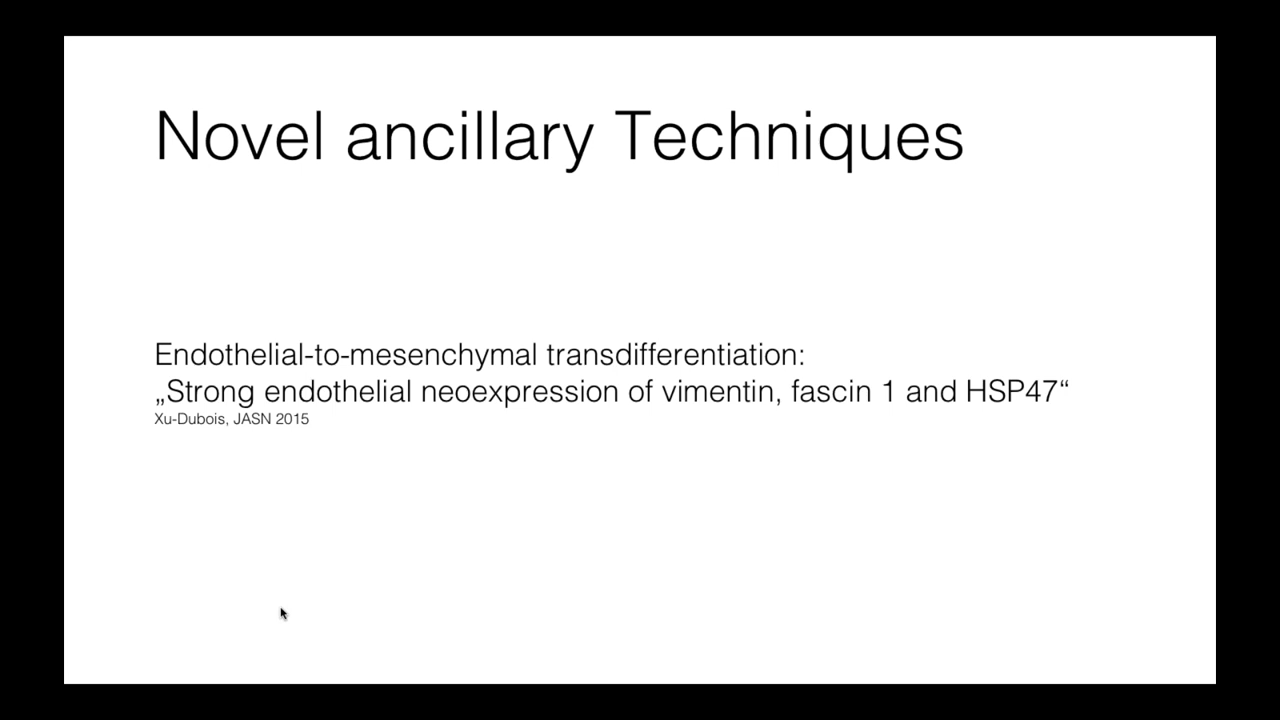 Novel ancillary Techniques
Endothelial-to-mesenchymal transdifferentiation:
„Strong endothelial neoexpression of vimentin, fascin 1 and HSP47“
Xu-Dubois, JASN 2015